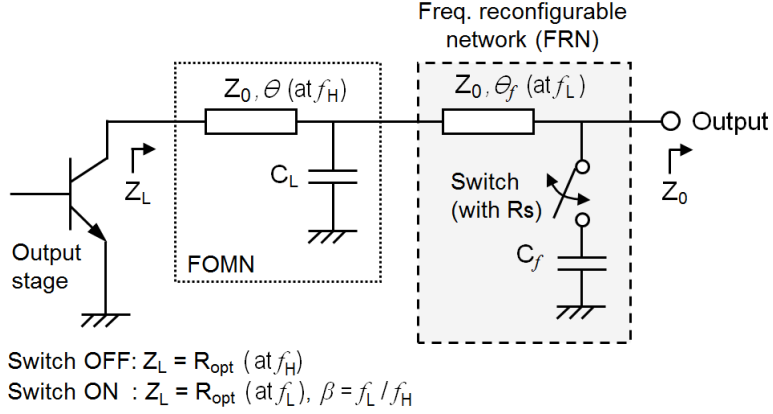 Freq. reconfigurable
network (FRN)
Z0, θ (at fH)
Z0, θf (at fL)
Output
ZL
CL
Switch
(with Rs)
Z0
Output
stage
FOMN
Cf
Switch OFF: ZL = Ropt (at fH)
Switch ON : ZL = Ropt (at fL), β = fL / fH